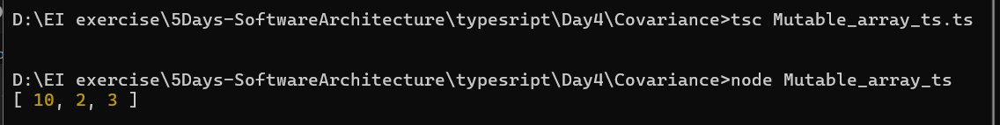 D:\EI exercise\5Days-SoftwareArchitecture\typesript\Day4\Covariance>tsc Mutable_array_ts.ts
D:\EI exercise\5Days-SoftwareArchitecture\typesript\Day4\Covariance>node Mutable_array_ts
[ 10, 2, 3 ]